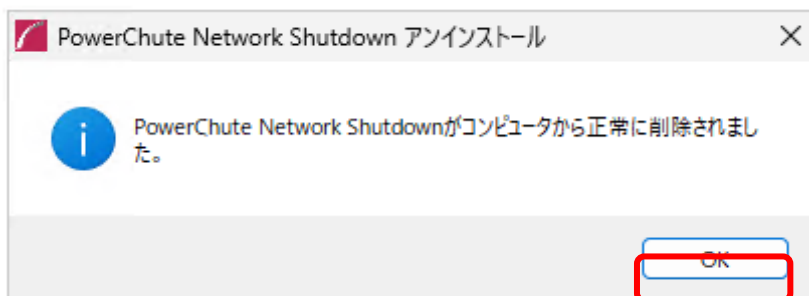 PowerChute Network Shutdown アンインストール
PowerChute Network Shutdownがコンピュータから正常に削除されまし
た。
OK